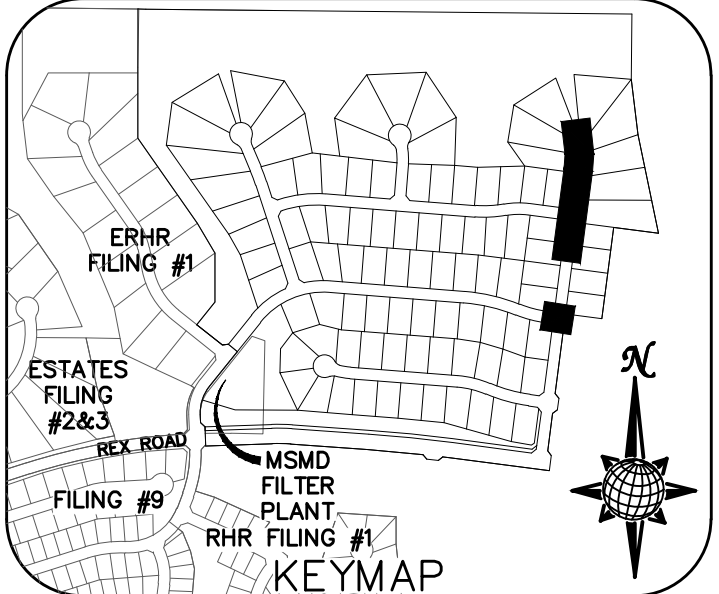 ERHR
FILING #1
ESTATES
FILING
#2&3
REX ROAD
FILING #9
MSMD
FILTER
PLANT
RHR FILING #1
KEYMAP
N